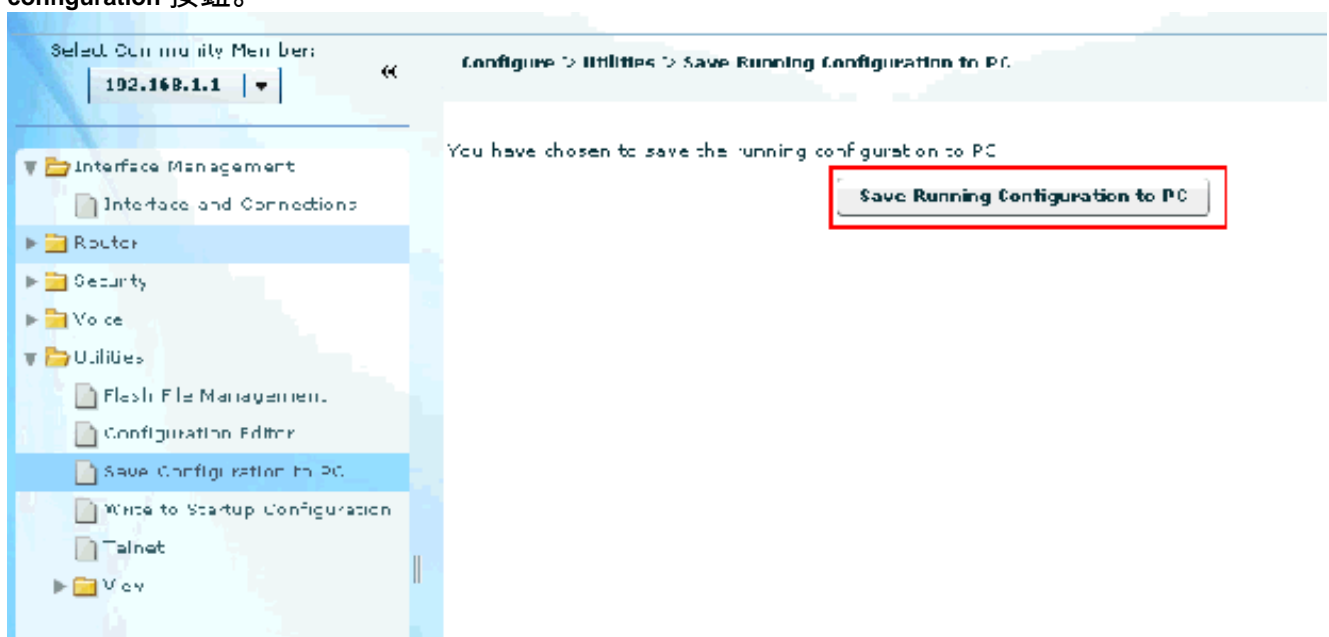 configuration 按钮。
Select Community Member:
192.168.1.1
Configure > Utilities > Save Running Configuration to PC
You have chosen to save the running configuration to PC
Save Running Configuration to PC
Interface Management
Interface and Connections
Router
Security
Voice
Utilities
Flash File Management
Configuration Editor
Save Configuration to PC
Write to Startup Configuration
Telnet
View